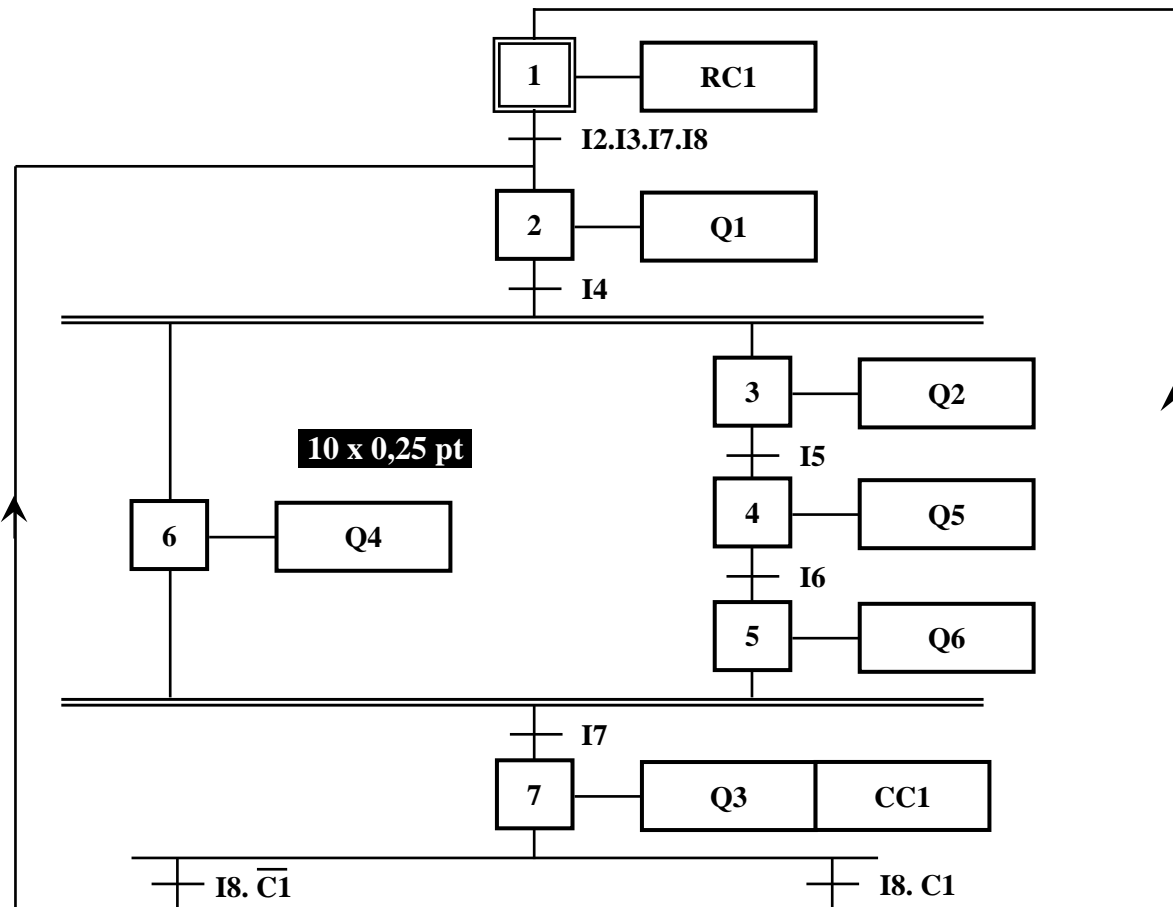 1 RC1
I2.I3.I7.I8
2 Q1
I4
3 Q2
10 x 0,25 pt
I5
4 Q5
6 Q4
I6
5 Q6
I7
7 Q3 CC1
I8. C̅1̅ I8. C1